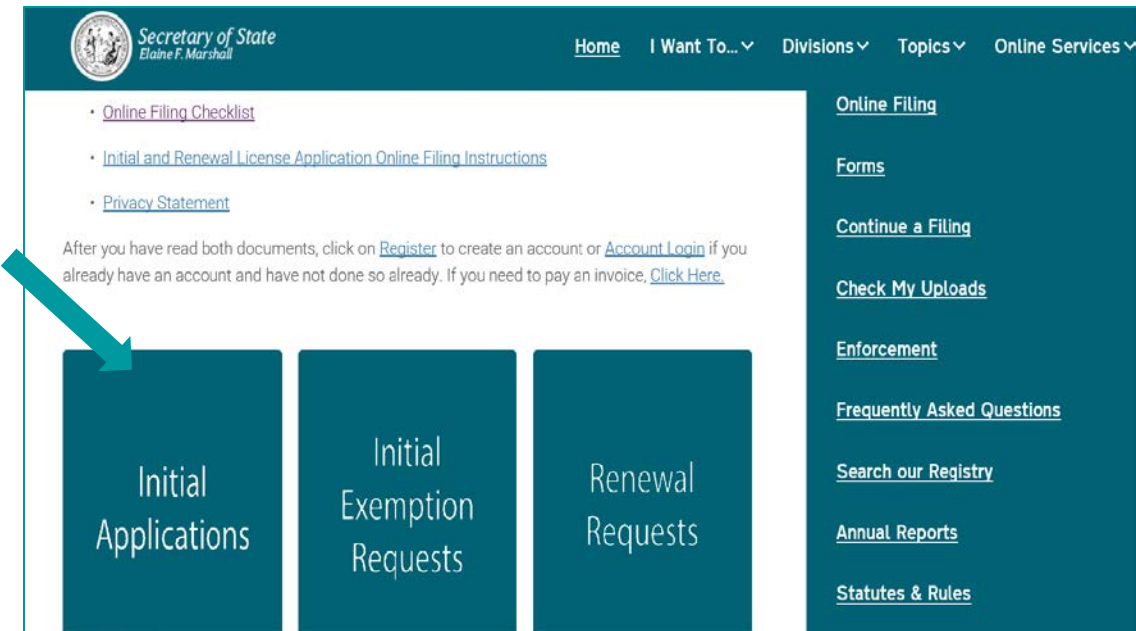 Secretary of State
Elaine F. Marshall
Home I Want To... Divisions Topics Online Services
• Online Filing Checklist
• Initial and Renewal License Application Online Filing Instructions
• Privacy Statement
After you have read both documents, click on Register to create an account or Account Login if you
already have an account and have not done so already. If you need to pay an invoice, Click Here.
Initial
Applications
Initial
Exemption
Requests
Renewal
Requests
Online Filing
Forms
Continue a Filing
Check My Uploads
Enforcement
Frequently Asked Questions
Search our Registry
Annual Reports
Statutes & Rules